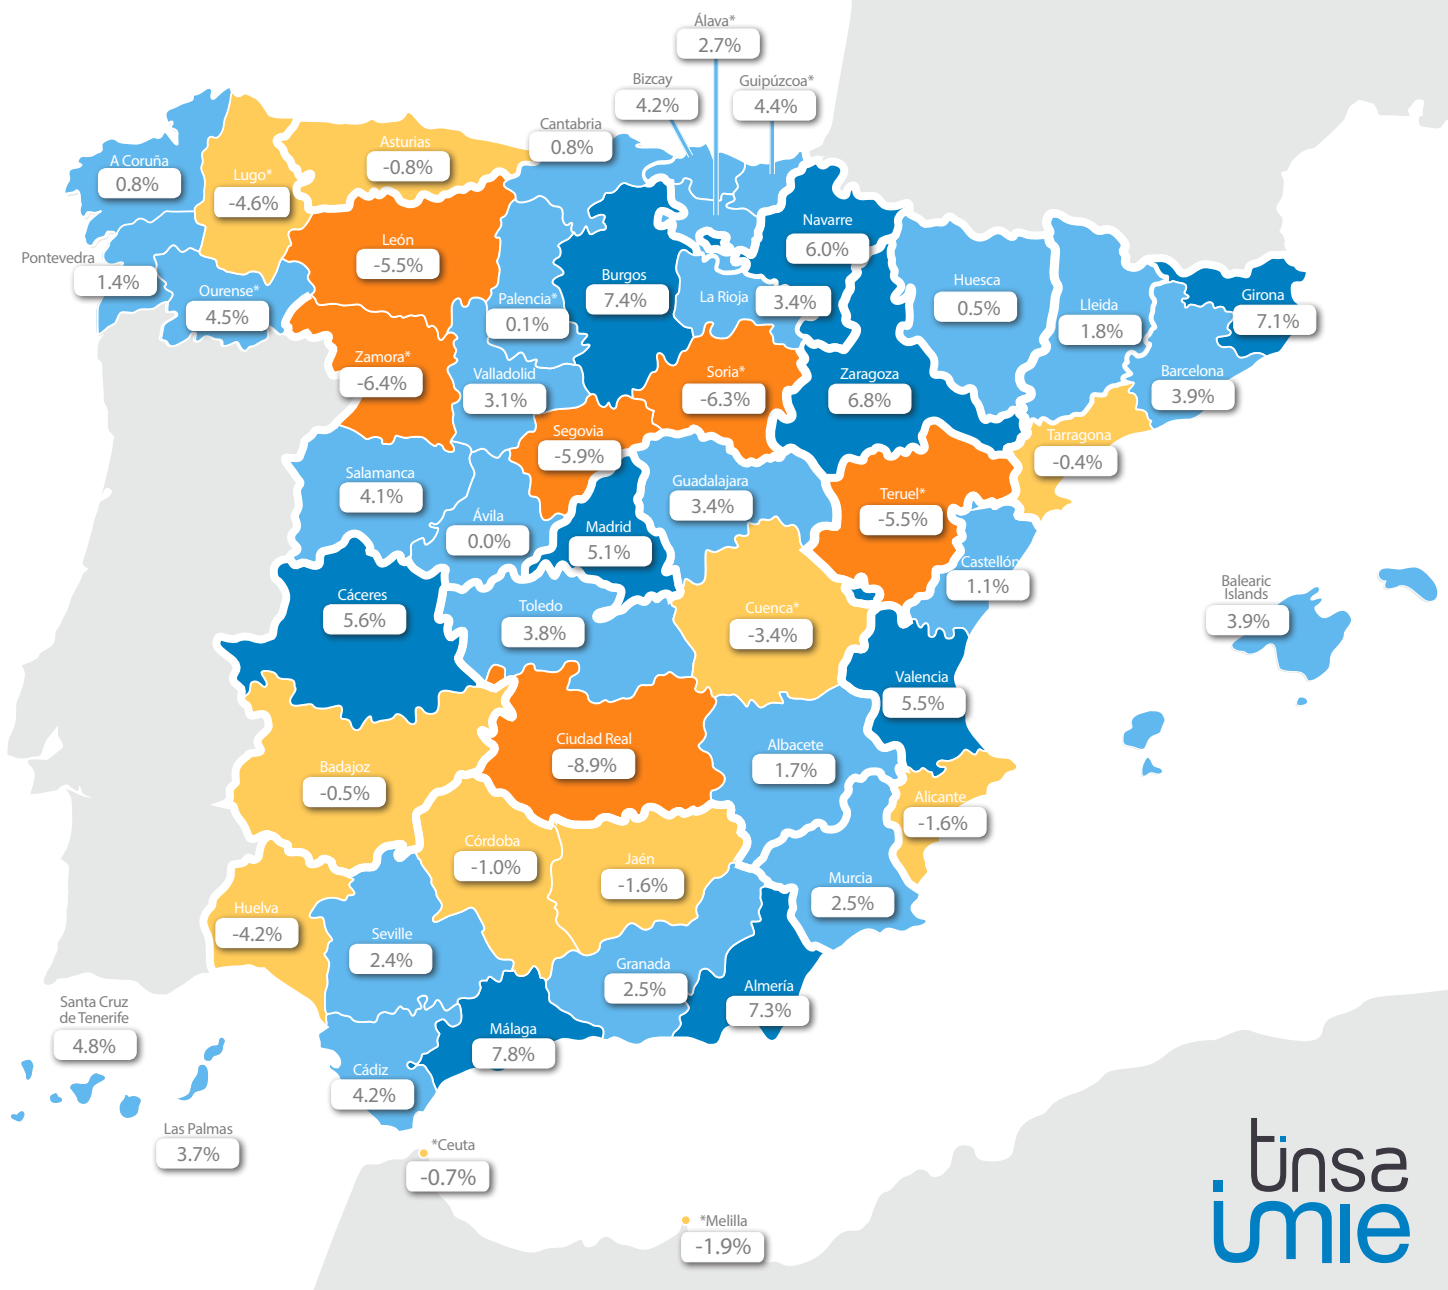 Álava*
2.7%
Bizcay
4.2%
Guipúzcoa*
4.4%
Cantabria
0.8%
Asturias
-0.8%
A Coruña
0.8%
Lugo*
-4.6%
Pontevedra
1.4%
Ourense*
4.5%
León
-5.5%
Palencia*
0.1%
Burgos
7.4%
La Rioja
3.4%
Navarre
6.0%
Huesca
0.5%
Lleida
1.8%
Girona
7.1%
Barcelona
3.9%
Zamora*
-6.4%
Valladolid
3.1%
Soria*
-6.3%
Zaragoza
6.8%
Tarragona
-0.4%
Segovia
-5.9%
Salamanca
4.1%
Ávila
0.0%
Madrid
5.1%
Guadalajara
3.4%
Teruel*
-5.5%
Castellón
1.1%
Cáceres
5.6%
Toledo
3.8%
Cuenca*
-3.4%
Balearic
Islands
3.9%
Valencia
5.5%
Badajoz
-0.5%
Ciudad Real
-8.9%
Albacete
1.7%
Alicante
-1.6%
Córdoba
-1.0%
Jaén
-1.6%
Murcia
2.5%
Huelva
-4.2%
Seville
2.4%
Granada
2.5%
Almería
7.3%
Málaga
7.8%
Cádiz
4.2%
Santa Cruz
de Tenerife
4.8%
Las Palmas
3.7%
*Ceuta
-0.7%
*Melilla
-1.9%
tinsa
imie